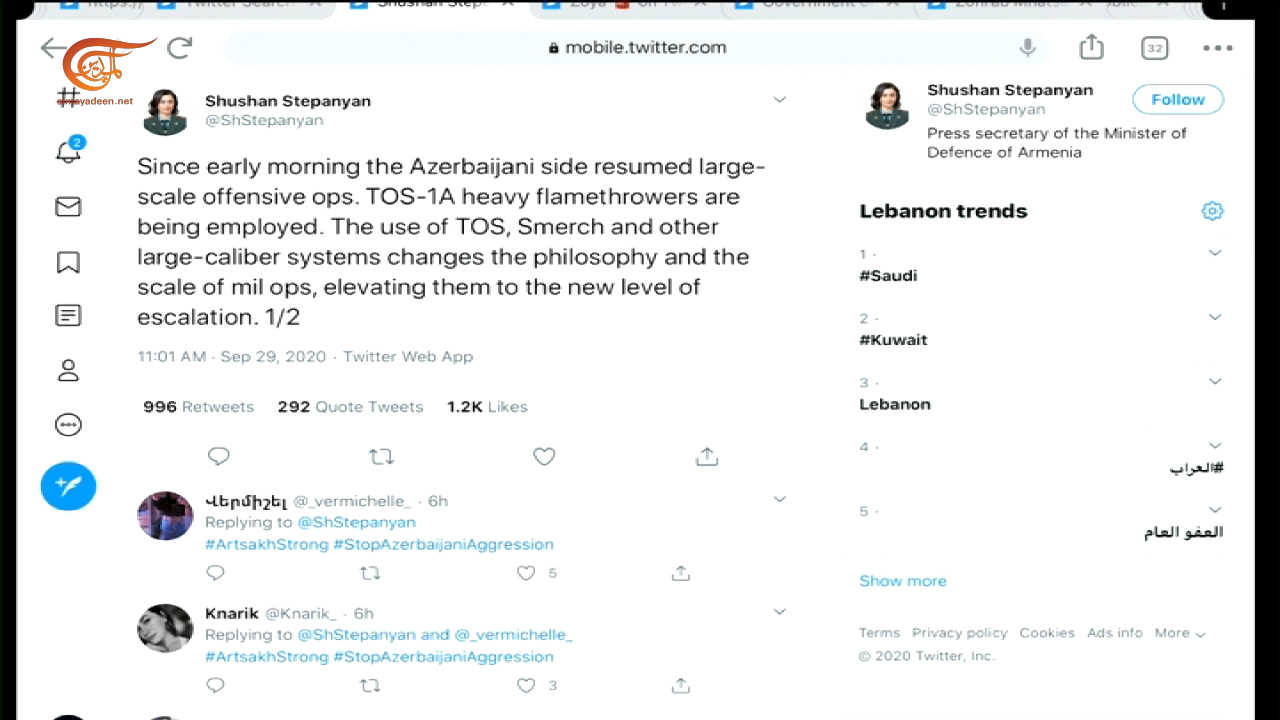 mobile.twitter.com
32
almayadeen.net
Shushan Stepanyan
@ShStepanyan
Since early morning the Azerbaijani side resumed large-
scale offensive ops. TOS-1A heavy flamethrowers are
being employed. The use of TOS, Smerch and other
large-caliber systems changes the philosophy and the
scale of mil ops, elevating them to the new level of
escalation. 1/2
11:01 AM · Sep 29, 2020 · Twitter Web App
996 Retweets 292 Quote Tweets 1.2K Likes
2
Վերմիշել @_vermichelle_ · 6h
Replying to @ShStepanyan
#ArtsakhStrong #StopAzerbaijaniAggression
5
Knarik @Knarik_ · 6h
Replying to @ShStepanyan and @_vermichelle_
#ArtsakhStrong #StopAzerbaijaniAggression
3
Shushan Stepanyan
@ShStepanyan
Follow
Press secretary of the Minister of
Defence of Armenia
Lebanon trends
1 ·
#Saudi
2 ·
#Kuwait
3 ·
Lebanon
4 ·
#العراب
5 ·
العفو العام
Show more
Terms Privacy policy Cookies Ads info More
© 2020 Twitter, Inc.